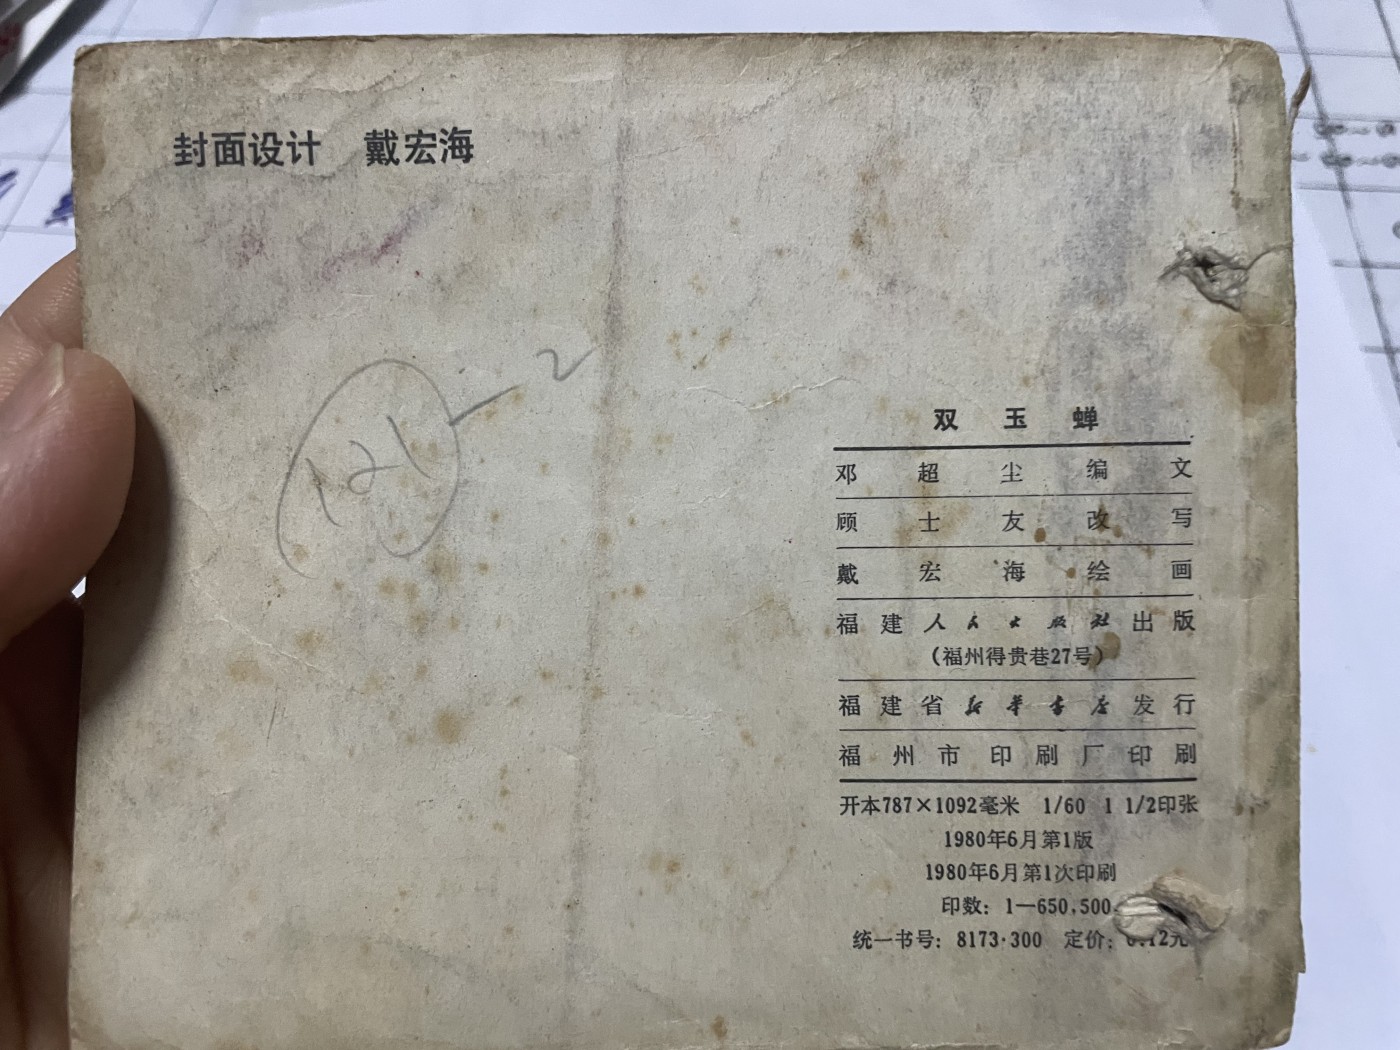 封面设计 戴宏海
121-2
双玉蝉
邓超尘编文
顾士友改写
戴宏海绘画
福建人民出版社出版
（福州得贵巷27号）
福建省新华书店发行
福州市印刷厂印刷
开本787×1092毫米 1/60 1 1/2印张
1980年6月第1版
1980年6月第1次印刷
印数：1—650,500
统一书号：8173·300 定价：0.12元